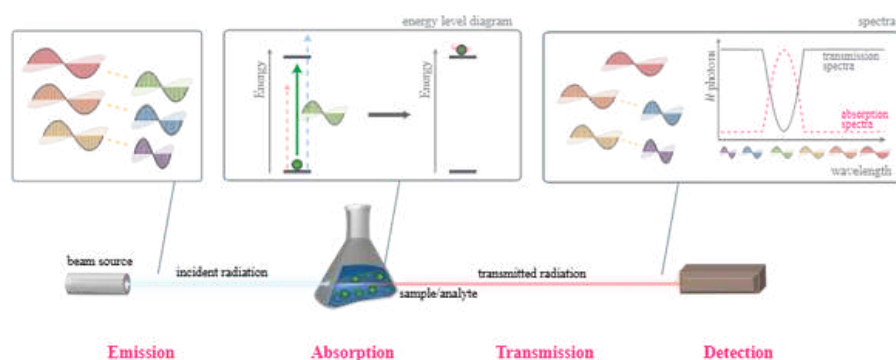 energy level diagram
spectra
Energy
Energy
# photons
transmission
spectra
absorption
spectra
wavelength
beam source
incident radiation
sample/analyte
transmitted radiation
Emission
Absorption
Transmission
Detection